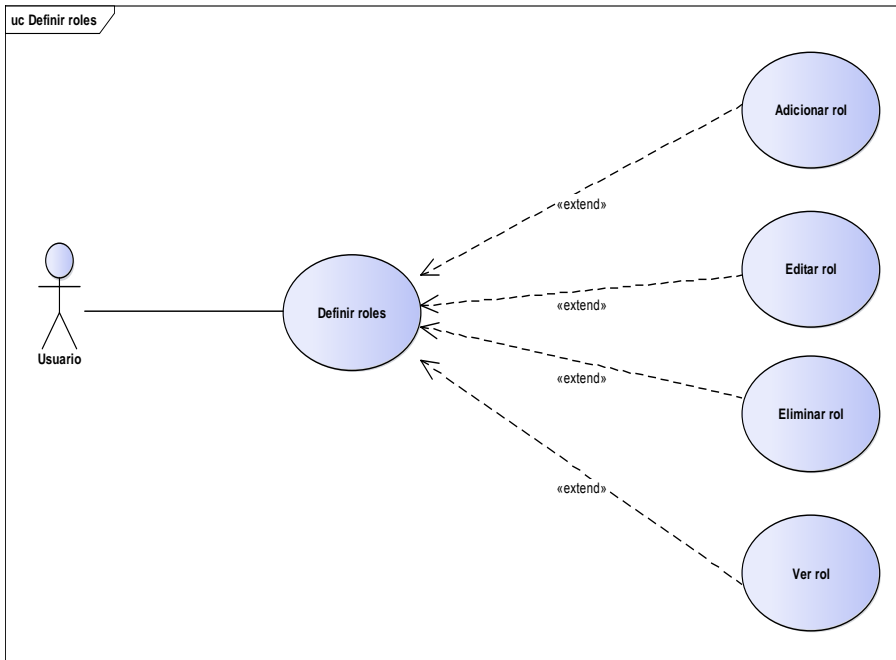 uc Definir roles
Adicionar rol
«extend»
Editar rol
«extend»
Definir roles
Usuario
«extend»
Eliminar rol
«extend»
Ver rol